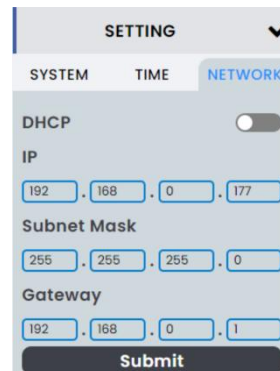 SETTING
SYSTEM TIME NETWORK
DHCP
IP
192 . 168 . 0 . 177
Subnet Mask
255 . 255 . 255 . 0
Gateway
192 . 168 . 0 . 1
Submit